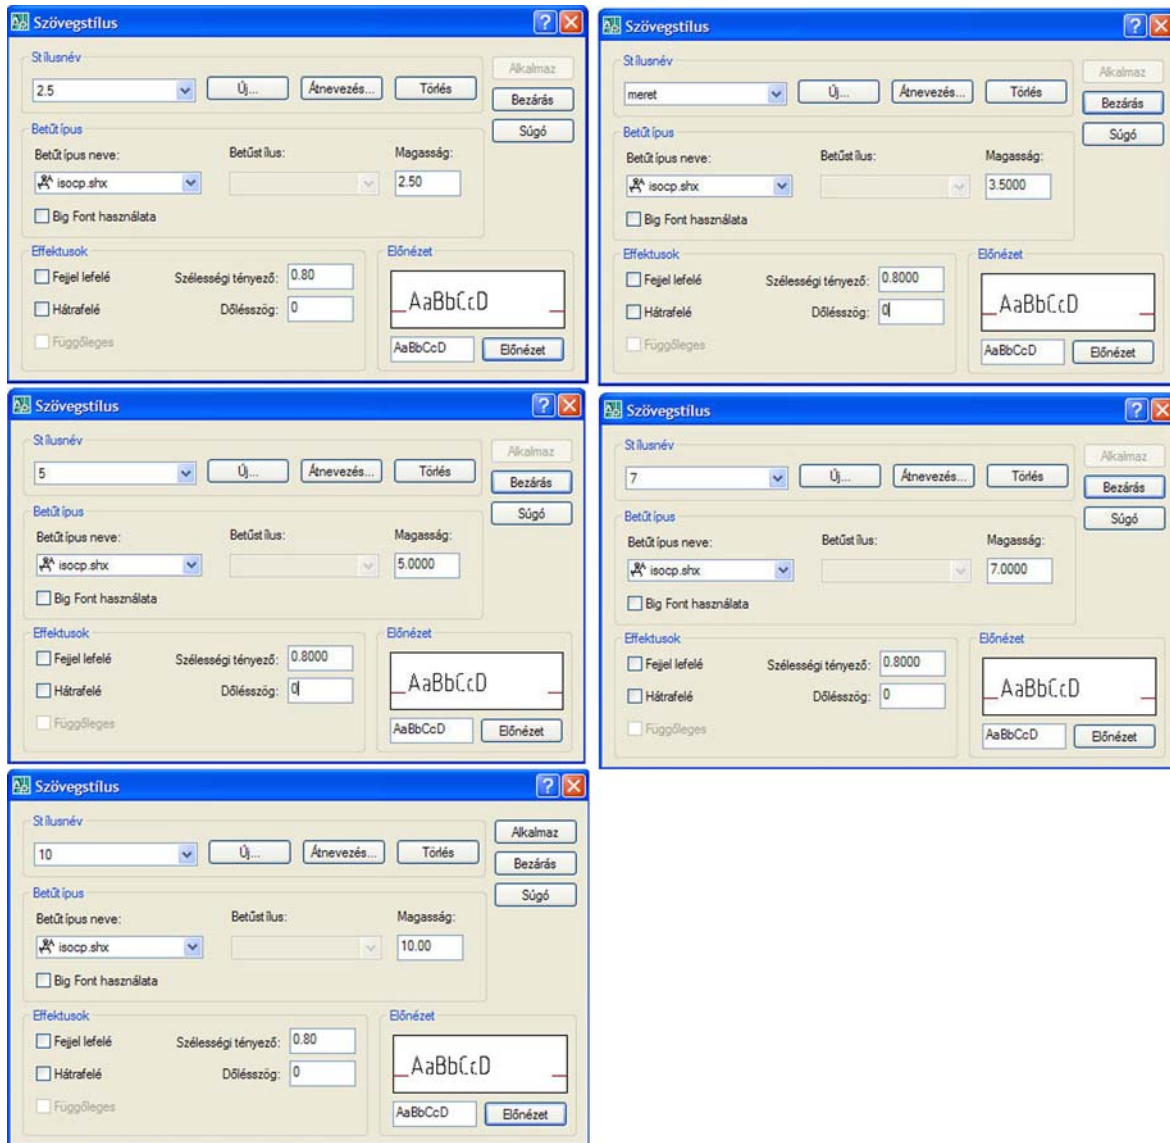 Szövegstílus
Stílusnév
2.5 Új... Átnevezés... Törlés
Alkalmaz
Bezárás
Súgó
Betűtípus
Betűtípus neve: Betűstílus: Magasság:
isocp.shx 2.50
Big Font használata
Effektusok
Fejjel lefelé Szélességi tényező: 0.80
Hátrafelé Dőlésszög: 0
Függőleges
Előnézet
AaBbCcD
AaBbCcD Előnézet
Szövegstílus
Stílusnév
meret Új... Átnevezés... Törlés
Alkalmaz
Bezárás
Súgó
Betűtípus
Betűtípus neve: Betűstílus: Magasság:
isocp.shx 3.5000
Big Font használata
Effektusok
Fejjel lefelé Szélességi tényező: 0.8000
Hátrafelé Dőlésszög: 0
Függőleges
Előnézet
AaBbCcD
AaBbCcD Előnézet
Szövegstílus
Stílusnév
5 Új... Átnevezés... Törlés
Alkalmaz
Bezárás
Súgó
Betűtípus
Betűtípus neve: Betűstílus: Magasság:
isocp.shx 5.0000
Big Font használata
Effektusok
Fejjel lefelé Szélességi tényező: 0.8000
Hátrafelé Dőlésszög: 0
Függőleges
Előnézet
AaBbCcD
AaBbCcD Előnézet
Szövegstílus
Stílusnév
7 Új... Átnevezés... Törlés
Alkalmaz
Bezárás
Súgó
Betűtípus
Betűtípus neve: Betűstílus: Magasság:
isocp.shx 7.0000
Big Font használata
Effektusok
Fejjel lefelé Szélességi tényező: 0.8000
Hátrafelé Dőlésszög: 0
Függőleges
Előnézet
AaBbCcD
AaBbCcD Előnézet
Szövegstílus
Stílusnév
10 Új... Átnevezés... Törlés
Alkalmaz
Bezárás
Súgó
Betűtípus
Betűtípus neve: Betűstílus: Magasság:
isocp.shx 10.00
Big Font használata
Effektusok
Fejjel lefelé Szélességi tényező: 0.80
Hátrafelé Dőlésszög: 0
Függőleges
Előnézet
AaBbCcD
AaBbCcD Előnézet